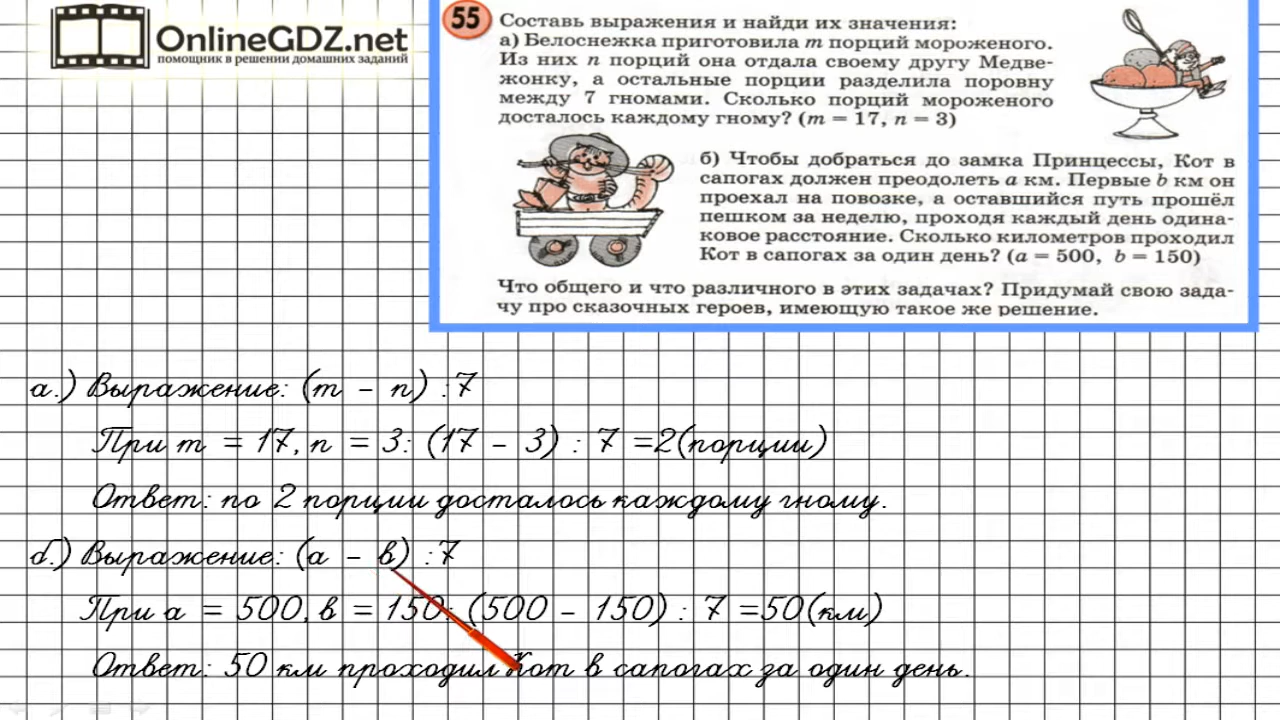 OnlineGDZ.net
помощник в решении домашних заданий
55 Составь выражения и найди их значения:
а) Белоснежка приготовила m порций мороженого.
Из них n порций она отдала своему другу Медве-
жонку, а остальные порции разделила поровну
между 7 гномами. Сколько порций мороженого
досталось каждому гному? (m = 17, n = 3)
б) Чтобы добраться до замка Принцессы, Кот в
сапогах должен преодолеть a км. Первые b км он
проехал на повозке, а оставшийся путь прошёл
пешком за неделю, проходя каждый день одина-
ковое расстояние. Сколько километров проходил
Кот в сапогах за один день? (a = 500, b = 150)
Что общего и что различного в этих задачах? Придумай свою зада-
чу про сказочных героев, имеющую такое же решение.
а.) Выражение: (m - n) :7
При m = 17, n = 3: (17 - 3) : 7 =2(порции)
Ответ: по 2 порции досталось каждому гному.
б.) Выражение: (а - в) :7
При а = 500, в = 150: (500 - 150) : 7 =50(км)
Ответ: 50 км проходил Кот в сапогах за один день.